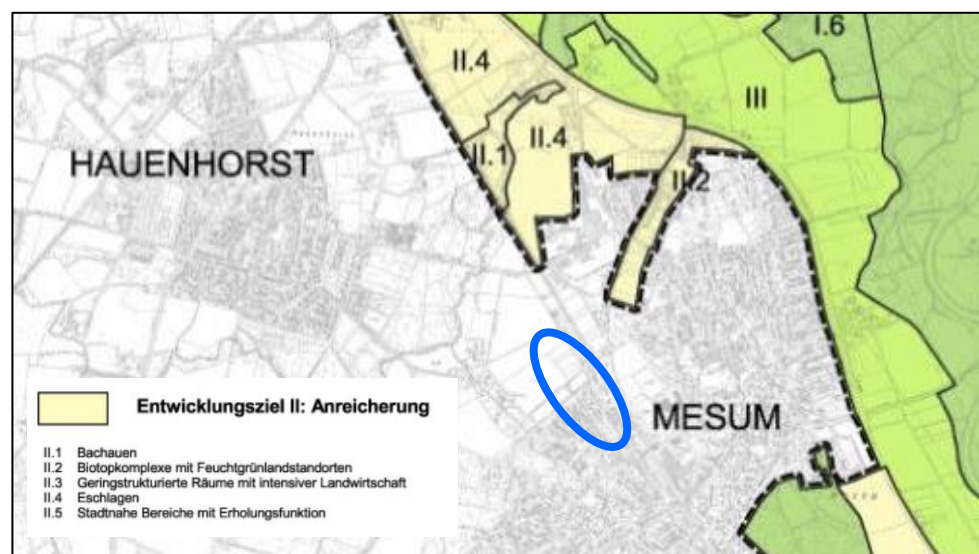 I.6
II.4
III
II.4
HAUENHORST
II.1
II.2
MESUM
Entwicklungsziel II: Anreicherung
II.1 Bachauen
II.2 Biotopkomplexe mit Feuchtgrünlandstandorten
II.3 Geringstrukturierte Räume mit intensiver Landwirtschaft
II.4 Eschlagen
II.5 Stadtnahe Bereiche mit Erholungsfunktion